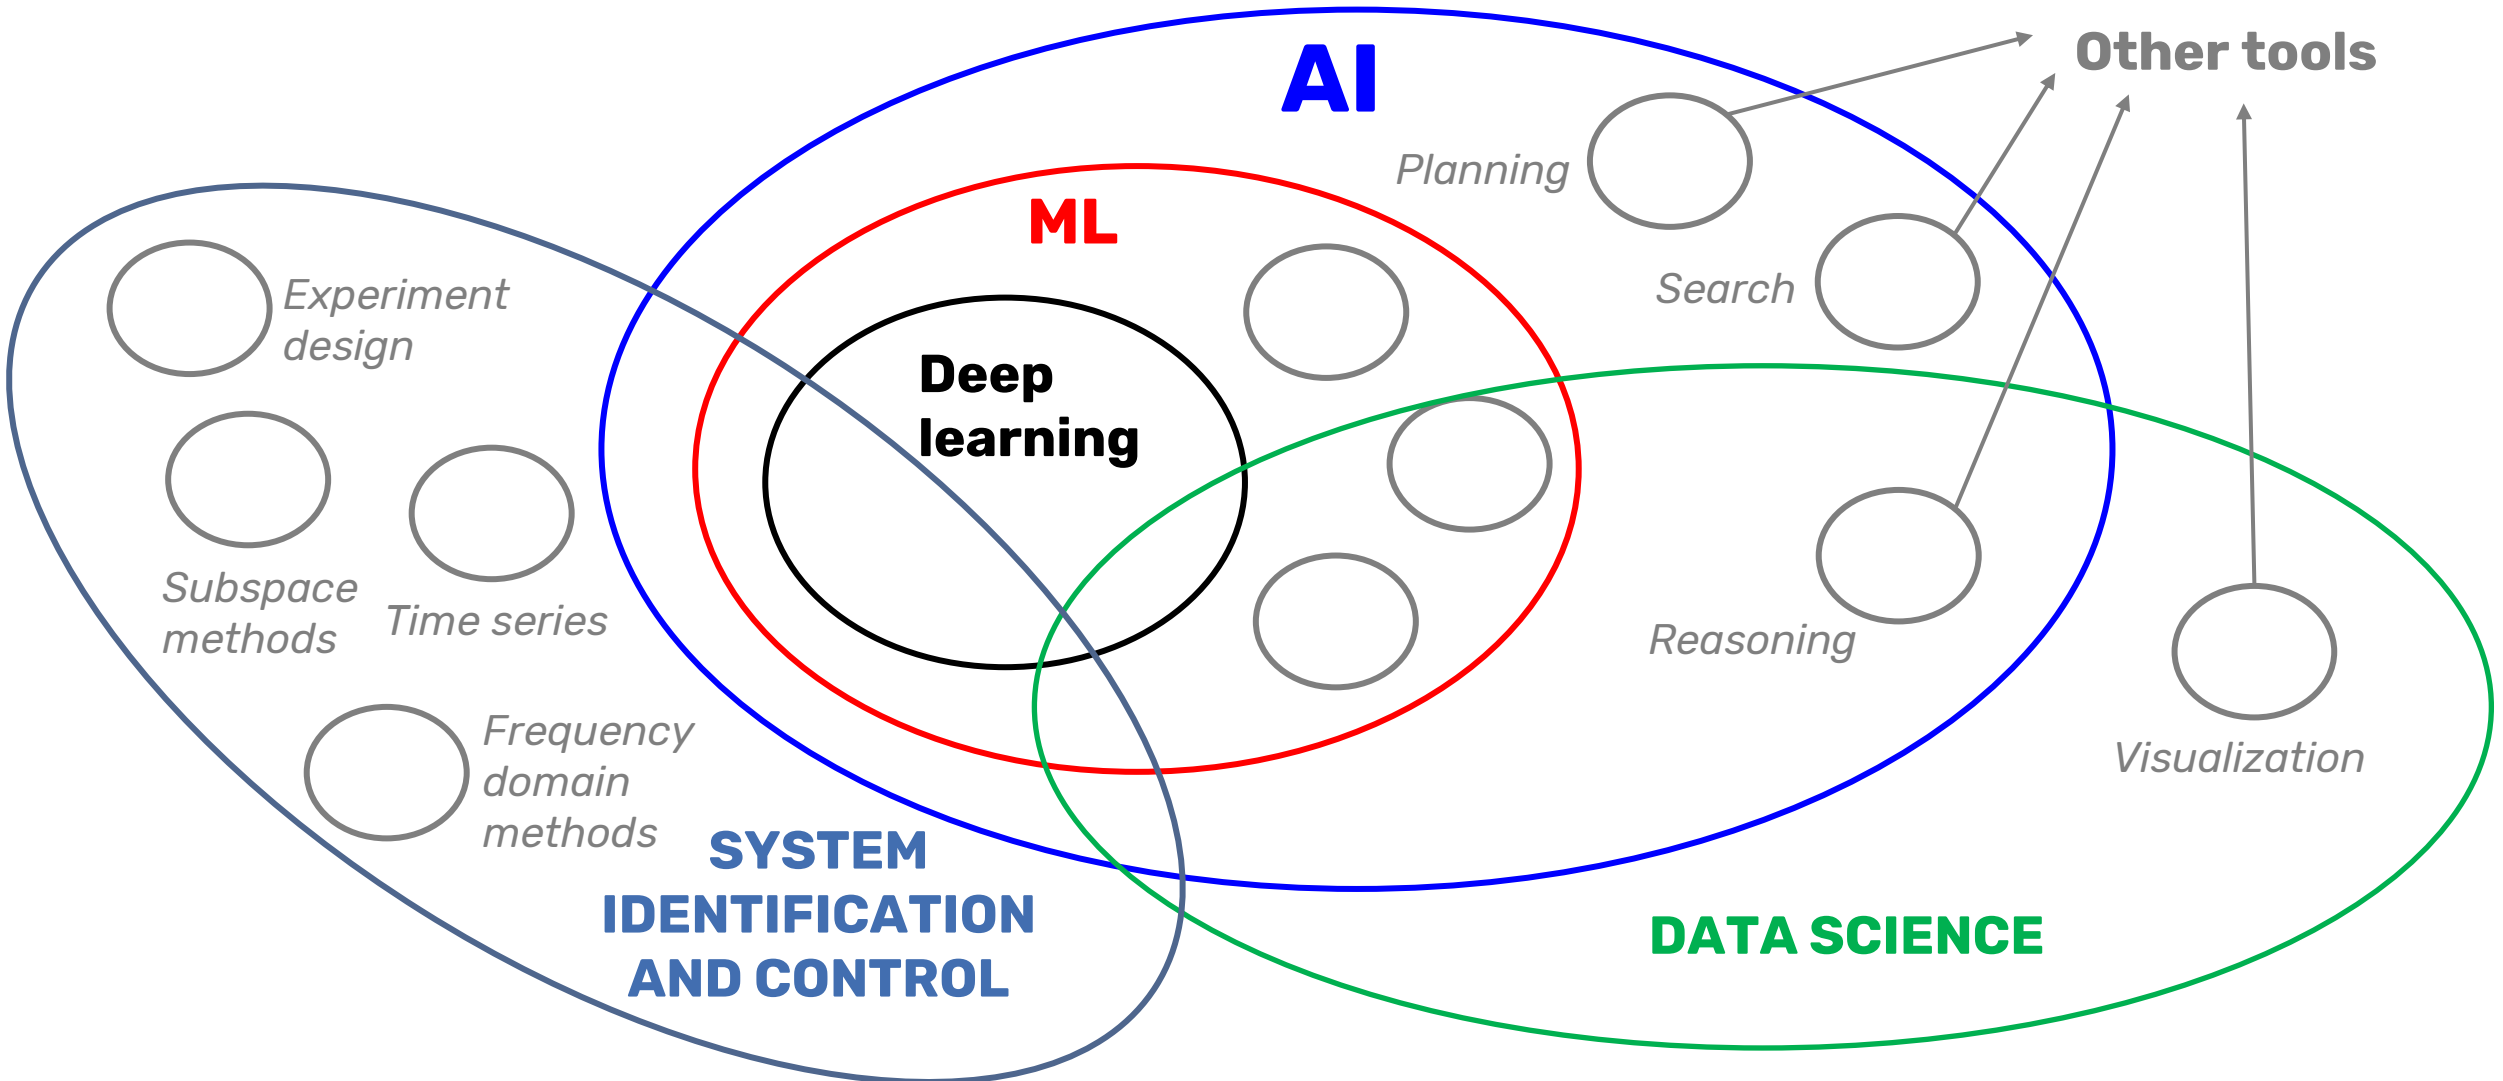 AI
Other tools
Planning
ML
Search
Experiment
design
Deep
learning
Subspace
methods
Time series
Reasoning
Frequency
domain
methods
Visualization
SYSTEM
IDENTIFICATION
AND CONTROL
DATA SCIENCE